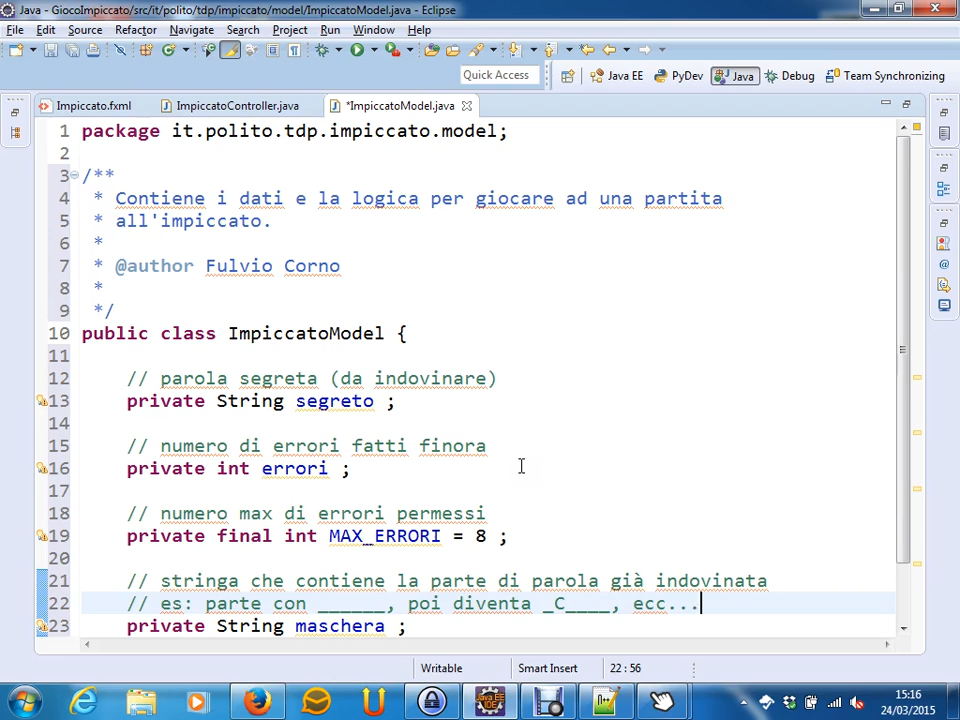 Java - GiocoImpiccato/src/it/polito/tdp/impiccato/model/ImpiccatoModel.java - Eclipse
File Edit Source Refactor Navigate Search Project Run Window Help
Quick Access Java EE PyDev Java Debug Team Synchronizing
Impiccato.fxml ImpiccatoController.java *ImpiccatoModel.java
1 package it.polito.tdp.impiccato.model;
2
3 /**
4 * Contiene i dati e la logica per giocare ad una partita
5 * all'impiccato.
6 *
7 * @author Fulvio Corno
8 *
9 */
10 public class ImpiccatoModel {
11
12 // parola segreta (da indovinare)
13 private String segreto ;
14
15 // numero di errori fatti finora
16 private int errori ;
17
18 // numero max di errori permessi
19 private final int MAX_ERRORI = 8 ;
20
21 // stringa che contiene la parte di parola già indovinata
22 // es: parte con ______, poi diventa _C____, ecc...
23 private String maschera ;
Writable Smart Insert 22 : 56
15:16
24/03/2015